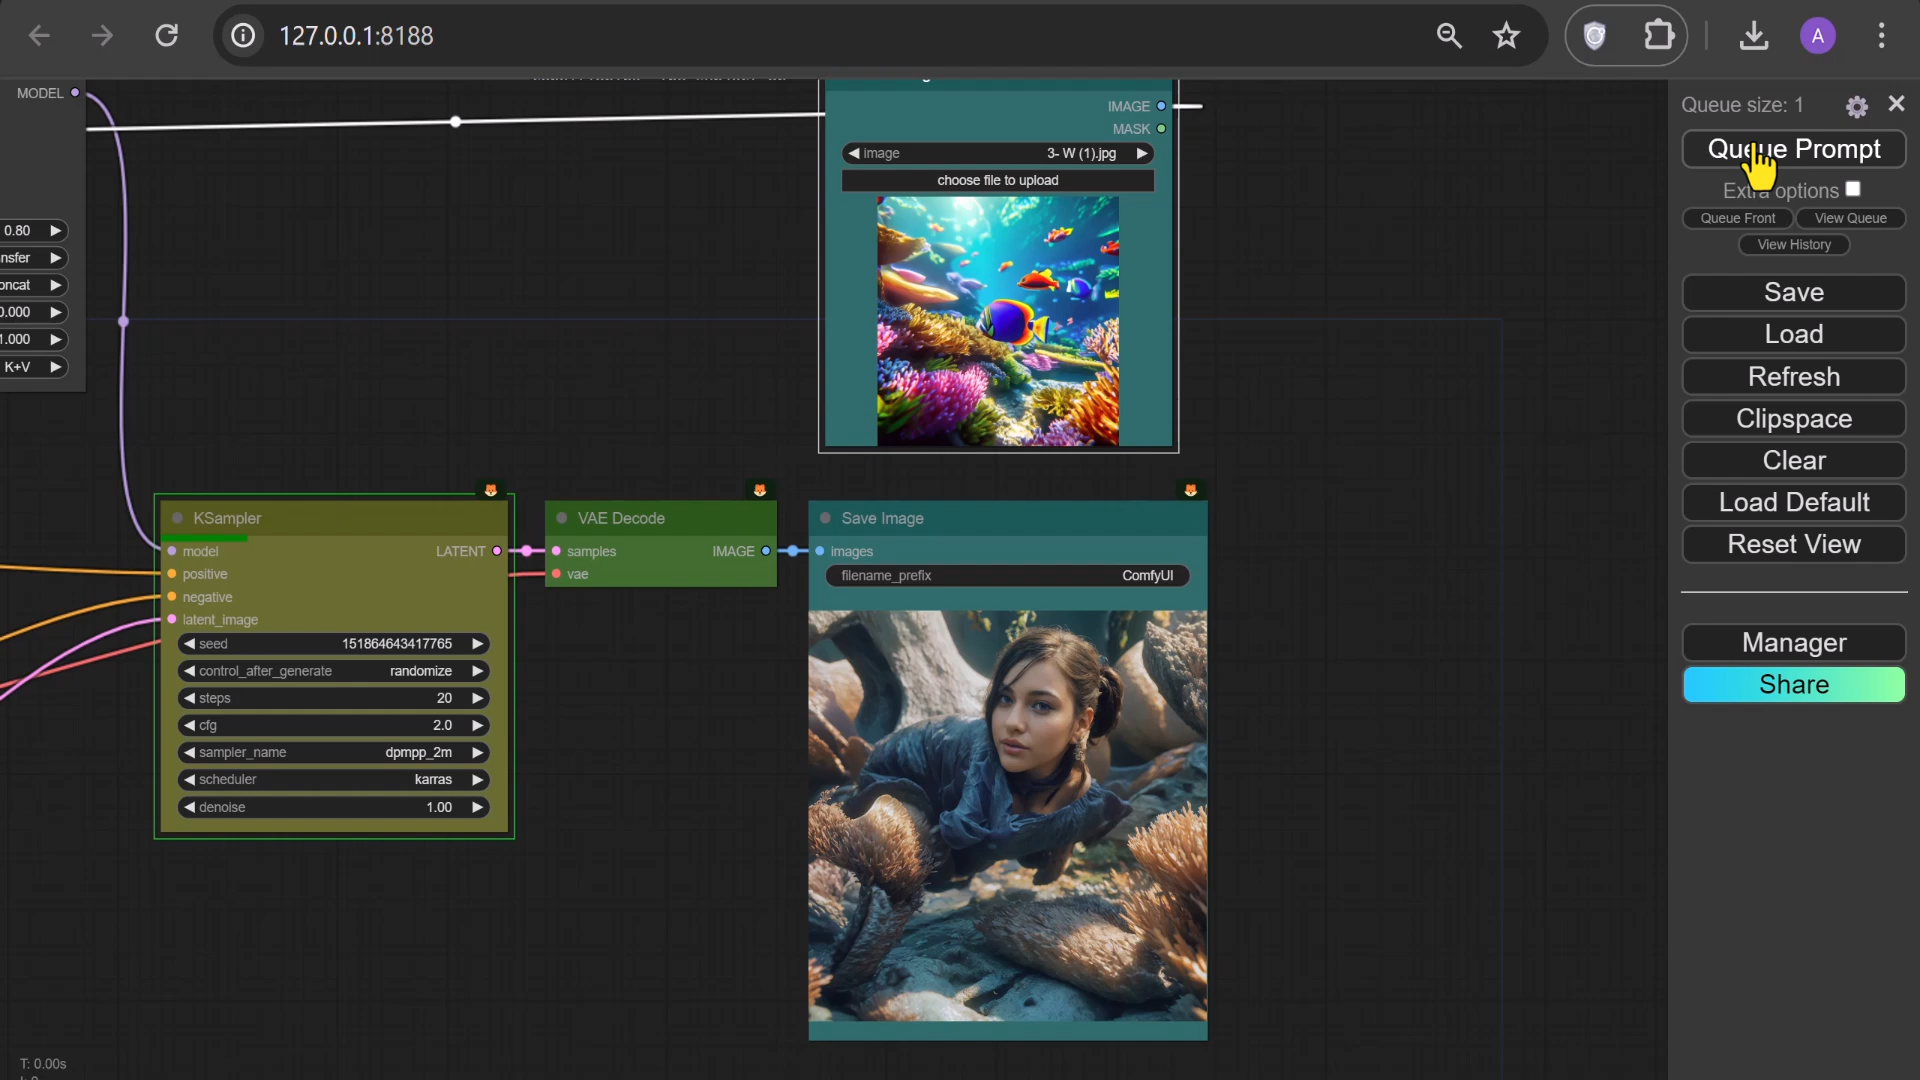 127.0.0.1:8188
A
MODEL
IMAGE
MASK
image 3- W (1).jpg
choose file to upload
0.80
nsfer
oncat
0.000
1.000
K+V
KSampler
model LATENT
positive
negative
latent_image
seed 151864643417765
control_after_generate randomize
steps 20
cfg 2.0
sampler_name dpmpp_2m
scheduler karras
denoise 1.00
VAE Decode
samples IMAGE
vae
Save Image
images
filename_prefix ComfyUI
Queue size: 1
Queue Prompt
Extra options
Queue Front View Queue
View History
Save
Load
Refresh
Clipspace
Clear
Load Default
Reset View
Manager
Share
T: 0.00s